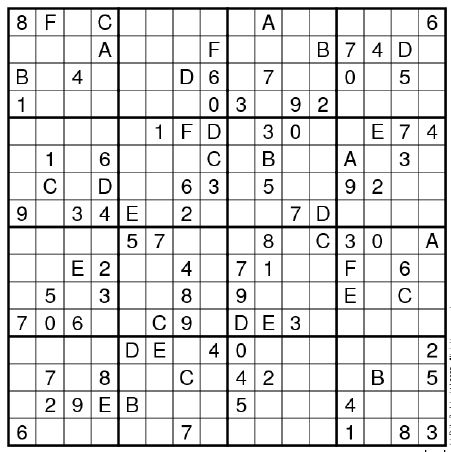 8 F C A 6
A F B 7 4 D
B 4 D 6 7 0 5
1 0 3 9 2
1 F D 3 0 E 7 4
1 6 C B A 3
C D 6 3 5 9 2
9 3 4 E 2 7 D
5 7 8 C 3 0 A
E 2 4 7 1 F 6
5 3 8 9 E C
7 0 6 C 9 D E 3
D E 4 0 2
7 8 C 4 2 B 5
2 9 E B 5 4
6 7 1 8 3